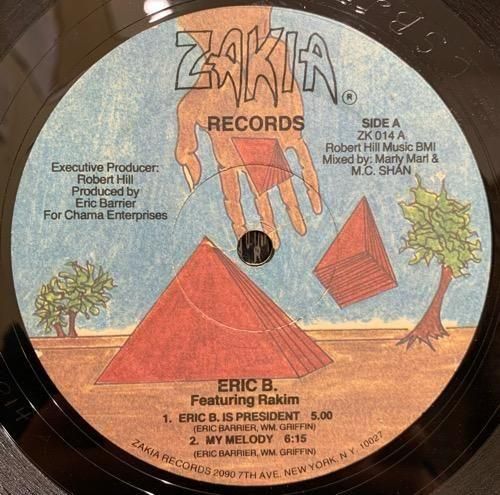 ZAKIA
®
RECORDS
SIDE A
ZK 014 A
Robert Hill Music BMI
Mixed by: Marly Marl &
M.C. SHAN
Executive Producer:
Robert Hill
Produced by
Eric Barrier
For Chama Enterprises
ERIC B.
Featuring Rakim
1. ERIC B. IS PRESIDENT 5.00
(ERIC BARRIER, WM. GRIFFIN)
2. MY MELODY 6:15
(ERIC BARRIER, WM. GRIFFIN)
ZAKIA RECORDS 2090 7TH AVE. NEW YORK, N.Y. 10027